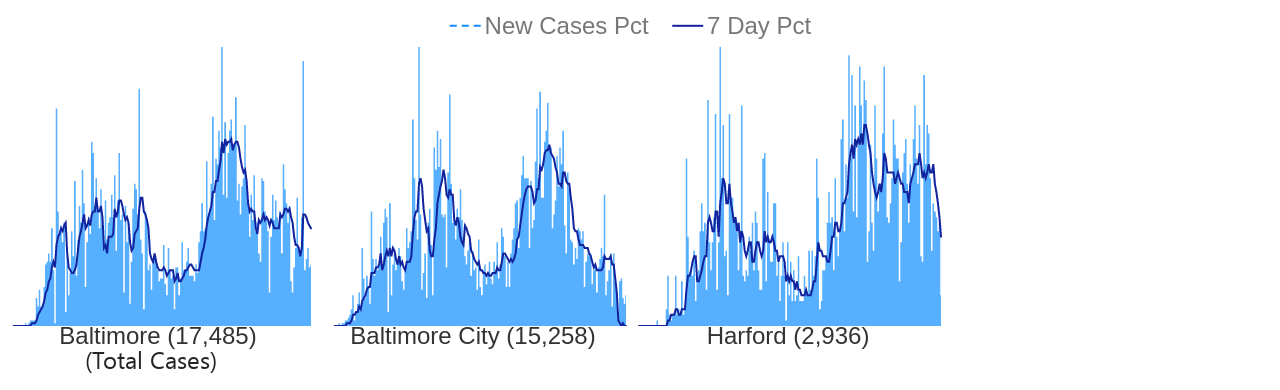 New Cases Pct 7 Day Pct
Baltimore (17,485) Baltimore City (15,258) Harford (2,936)
(Total Cases)